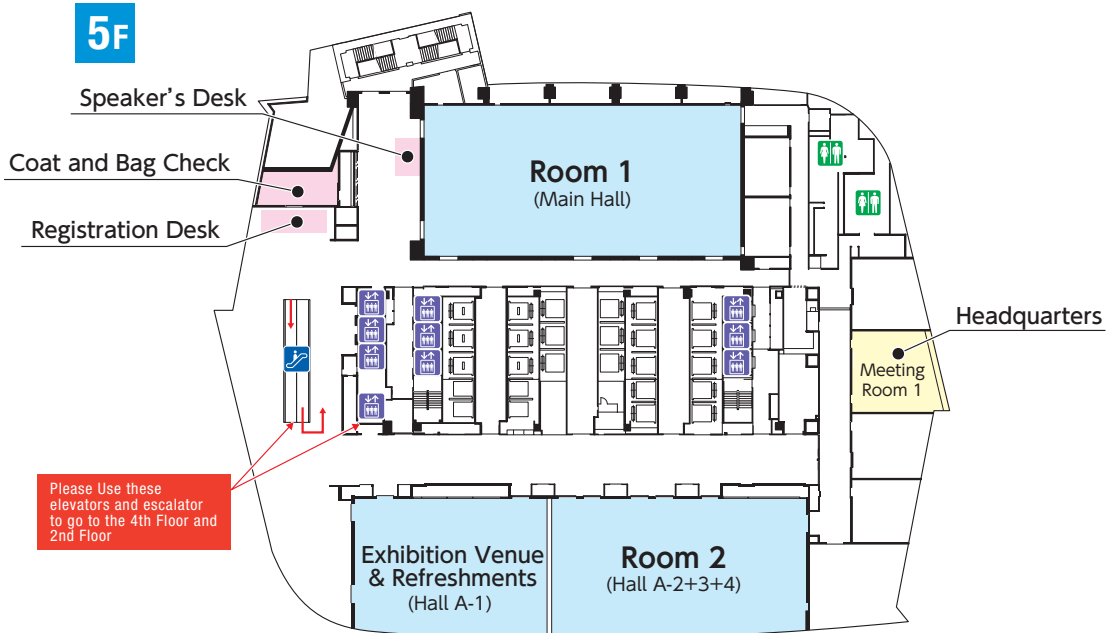 5F
Speaker's Desk
Coat and Bag Check
Registration Desk
Room 1
(Main Hall)
Headquarters
Meeting
Room 1
Please Use these
elevators and escalator
to go to the 4th Floor and
2nd Floor
Exhibition Venue
& Refreshments
(Hall A-1)
Room 2
(Hall A-2+3+4)